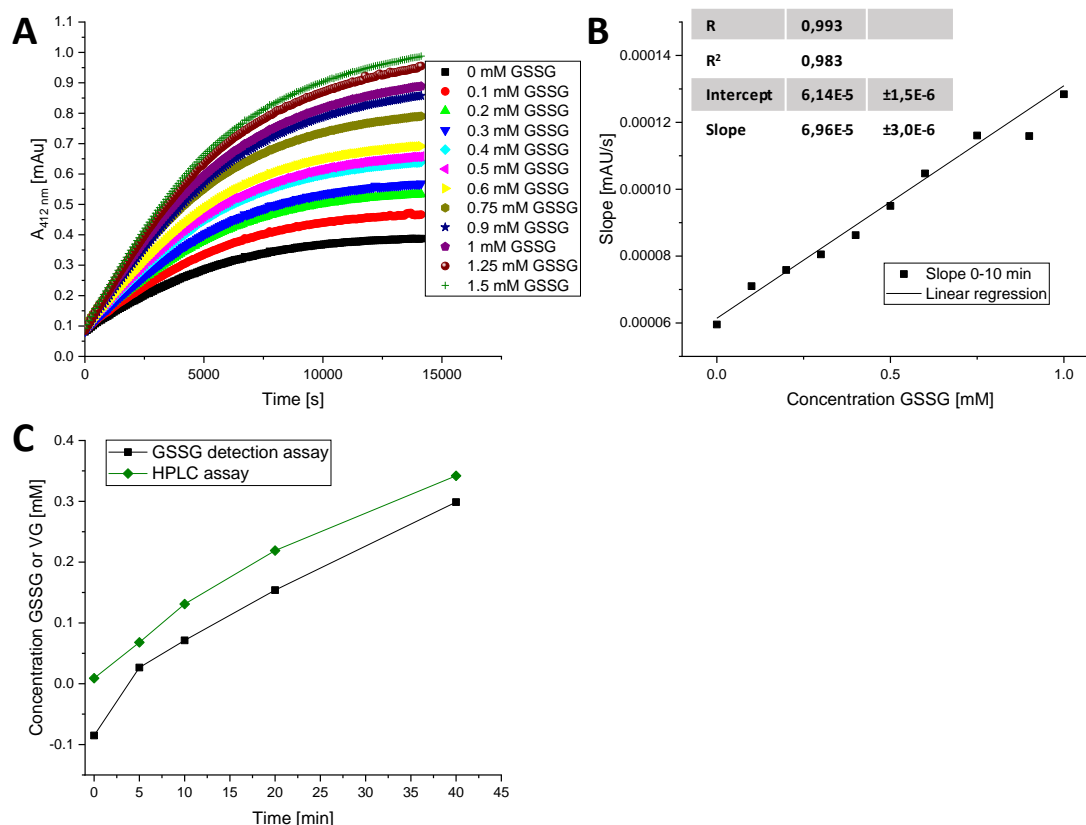 A
1.1
1.0
0.9
0.8
0.7
0.6
0.5
0.4
0.3
0.2
0.1
0.0
A412 nm [mAu]
0
5000
10000
15000
Time [s]
0 mM GSSG
0.1 mM GSSG
0.2 mM GSSG
0.3 mM GSSG
0.4 mM GSSG
0.5 mM GSSG
0.6 mM GSSG
0.75 mM GSSG
0.9 mM GSSG
1 mM GSSG
1.25 mM GSSG
1.5 mM GSSG
B
R 0,993
R² 0,983
Intercept 6,14E-5 ±1,5E-6
Slope 6,96E-5 ±3,0E-6
0.00014
0.00012
0.00010
0.00008
0.00006
Slope [mAU/s]
Slope 0-10 min
Linear regression
0.0
0.5
1.0
Concentration GSSG [mM]
C
GSSG detection assay
HPLC assay
0.4
0.3
0.2
0.1
0.0
-0.1
Concentration GSSG or VG [mM]
0
5
10
15
20
25
30
35
40
45
Time [min]